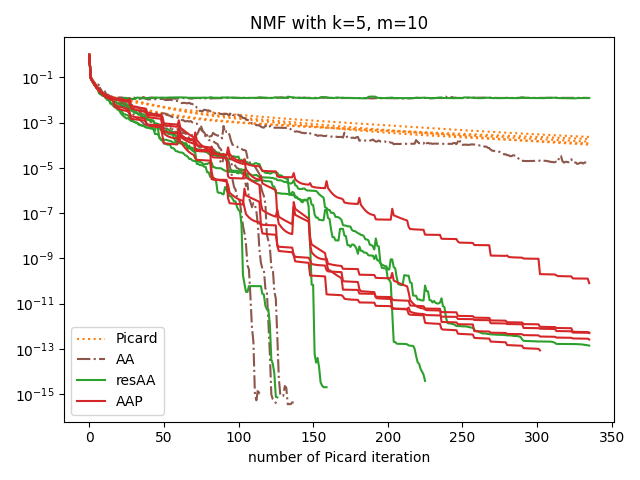 NMF with k=5, m=10
10⁻¹
10⁻³
10⁻⁵
10⁻⁷
10⁻⁹
10⁻¹¹
10⁻¹³
10⁻¹⁵
Picard
AA
resAA
AAP
0 50 100 150 200 250 300 350
number of Picard iteration